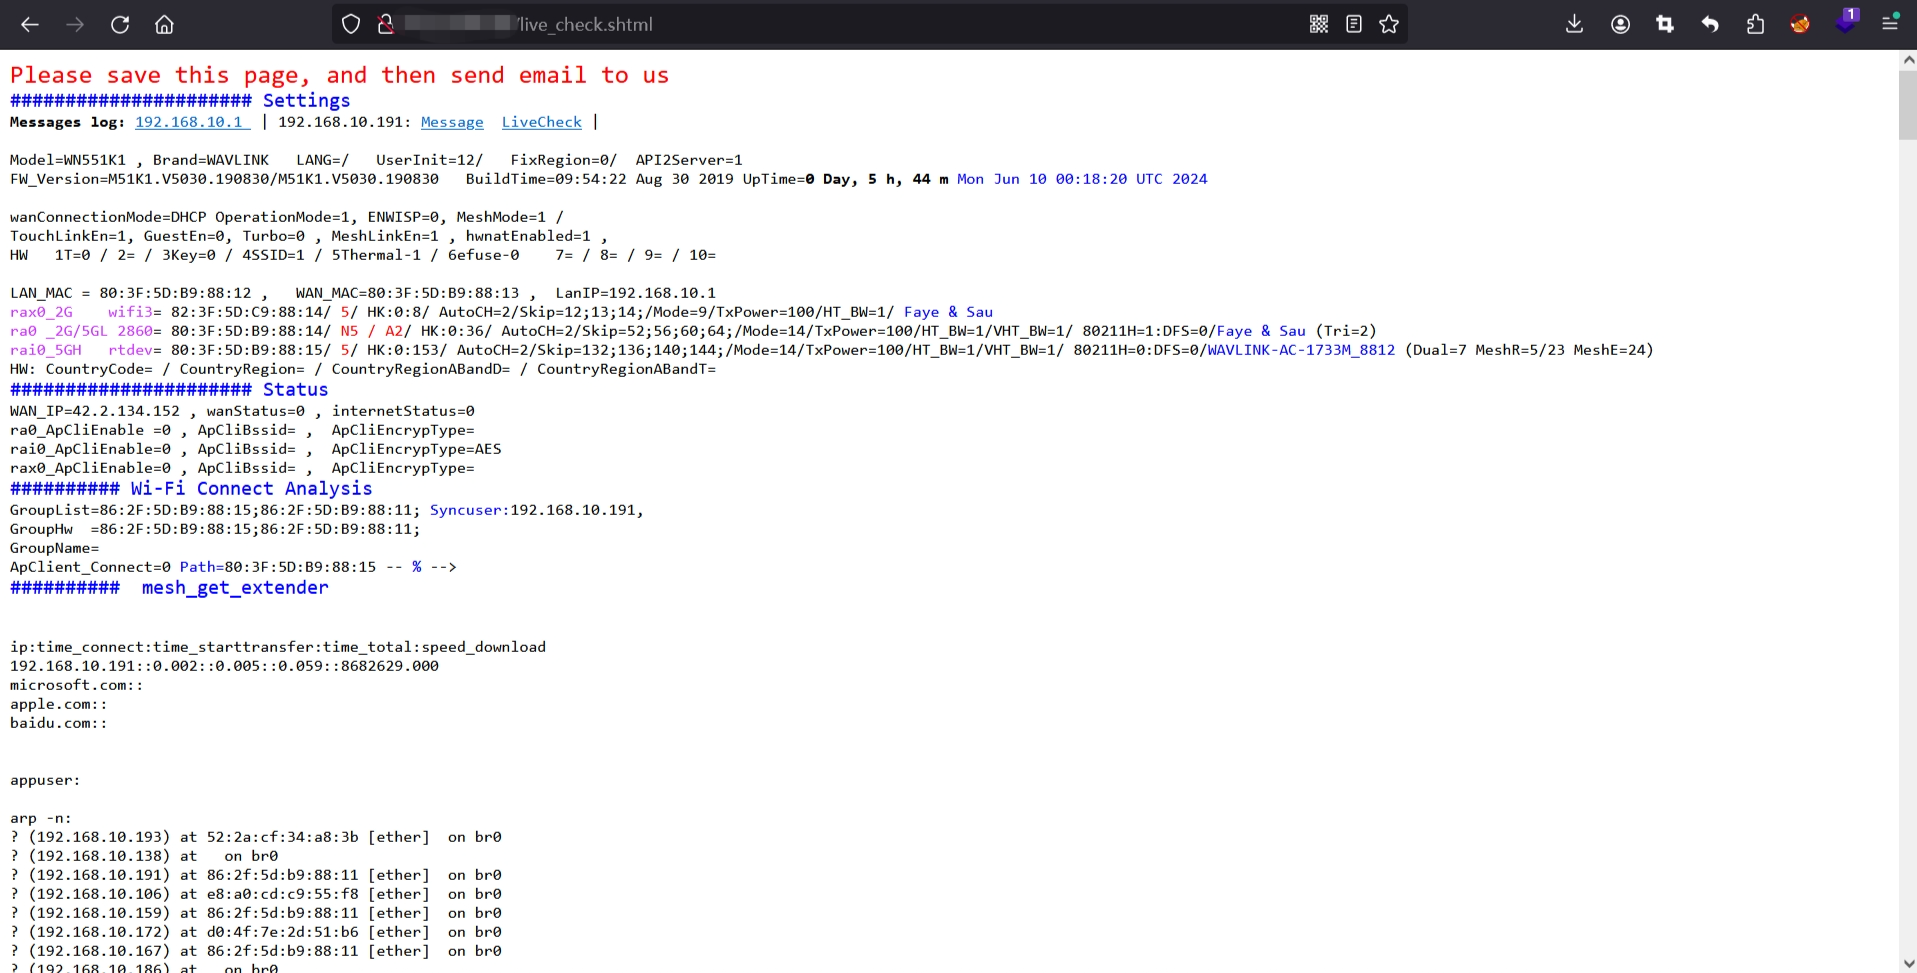 /live_check.shtml
1
Please save this page, and then send email to us
###################### Settings
Messages log: 192.168.10.1 | 192.168.10.191: Message LiveCheck |
Model=WN551K1 , Brand=WAVLINK LANG=/ UserInit=12/ FixRegion=0/ API2Server=1
FW_Version=M51K1.V5030.190830/M51K1.V5030.190830 BuildTime=09:54:22 Aug 30 2019 UpTime=0 Day, 5 h, 44 m Mon Jun 10 00:18:20 UTC 2024
wanConnectionMode=DHCP OperationMode=1, ENWISP=0, MeshMode=1 /
TouchLinkEn=1, GuestEn=0, Turbo=0 , MeshLinkEn=1 , hwnatEnabled=1 ,
HW 1T=0 / 2= / 3Key=0 / 4SSID=1 / 5Thermal-1 / 6efuse-0 7= / 8= / 9= / 10=
LAN_MAC = 80:3F:5D:B9:88:12 , WAN_MAC=80:3F:5D:B9:88:13 , LanIP=192.168.10.1
rax0_2G wifi3= 82:3F:5D:C9:88:14/ 5/ HK:0:8/ AutoCH=2/Skip=12;13;14;/Mode=9/TxPower=100/HT_BW=1/ Faye & Sau
ra0 _2G/5GL 2860= 80:3F:5D:B9:88:14/ N5 / A2/ HK:0:36/ AutoCH=2/Skip=52;56;60;64;/Mode=14/TxPower=100/HT_BW=1/VHT_BW=1/ 80211H=1:DFS=0/Faye & Sau (Tri=2)
rai0_5GH rtdev= 80:3F:5D:B9:88:15/ 5/ HK:0:153/ AutoCH=2/Skip=132;136;140;144;/Mode=14/TxPower=100/HT_BW=1/VHT_BW=1/ 80211H=0:DFS=0/WAVLINK-AC-1733M_8812 (Dual=7 MeshR=5/23 MeshE=24)
HW: CountryCode= / CountryRegion= / CountryRegionABandD= / CountryRegionABandT=
###################### Status
WAN_IP=42.2.134.152 , wanStatus=0 , internetStatus=0
ra0_ApCliEnable =0 , ApCliBssid= , ApCliEncrypType=
rai0_ApCliEnable=0 , ApCliBssid= , ApCliEncrypType=AES
rax0_ApCliEnable=0 , ApCliBssid= , ApCliEncrypType=
########## Wi-Fi Connect Analysis
GroupList=86:2F:5D:B9:88:15;86:2F:5D:B9:88:11; Syncuser:192.168.10.191,
GroupHw =86:2F:5D:B9:88:15;86:2F:5D:B9:88:11;
GroupName=
ApClient_Connect=0 Path=80:3F:5D:B9:88:15 -- % -->
########## mesh_get_extender
ip:time_connect:time_starttransfer:time_total:speed_download
192.168.10.191::0.002::0.005::0.059::8682629.000
microsoft.com::
apple.com::
baidu.com::
appuser:
arp -n:
? (192.168.10.193) at 52:2a:cf:34:a8:3b [ether] on br0
? (192.168.10.138) at on br0
? (192.168.10.191) at 86:2f:5d:b9:88:11 [ether] on br0
? (192.168.10.106) at e8:a0:cd:c9:55:f8 [ether] on br0
? (192.168.10.159) at 86:2f:5d:b9:88:11 [ether] on br0
? (192.168.10.172) at d0:4f:7e:2d:51:b6 [ether] on br0
? (192.168.10.167) at 86:2f:5d:b9:88:11 [ether] on br0
? (192.168.10.186) at on br0